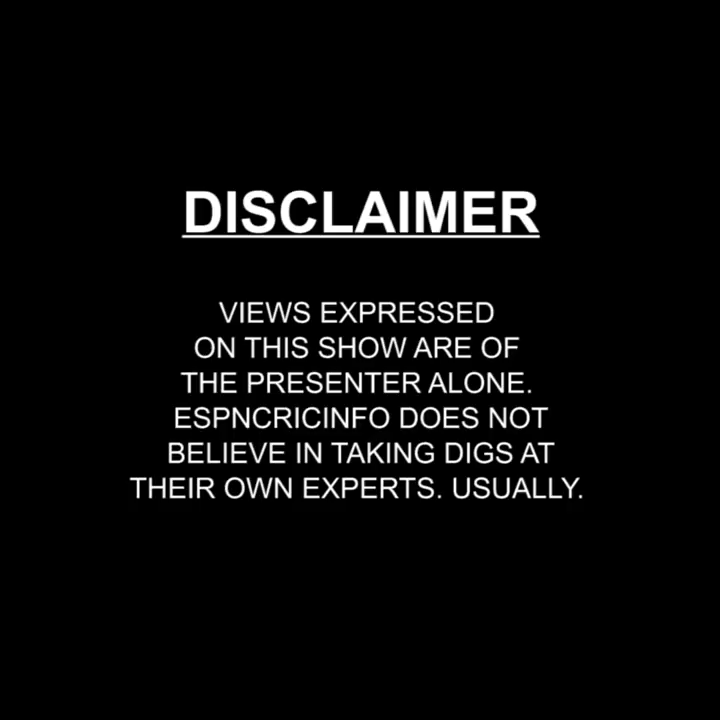 DISCLAIMER
VIEWS EXPRESSED
ON THIS SHOW ARE OF
THE PRESENTER ALONE.
ESPNCRICINFO DOES NOT
BELIEVE IN TAKING DIGS AT
THEIR OWN EXPERTS. USUALLY.